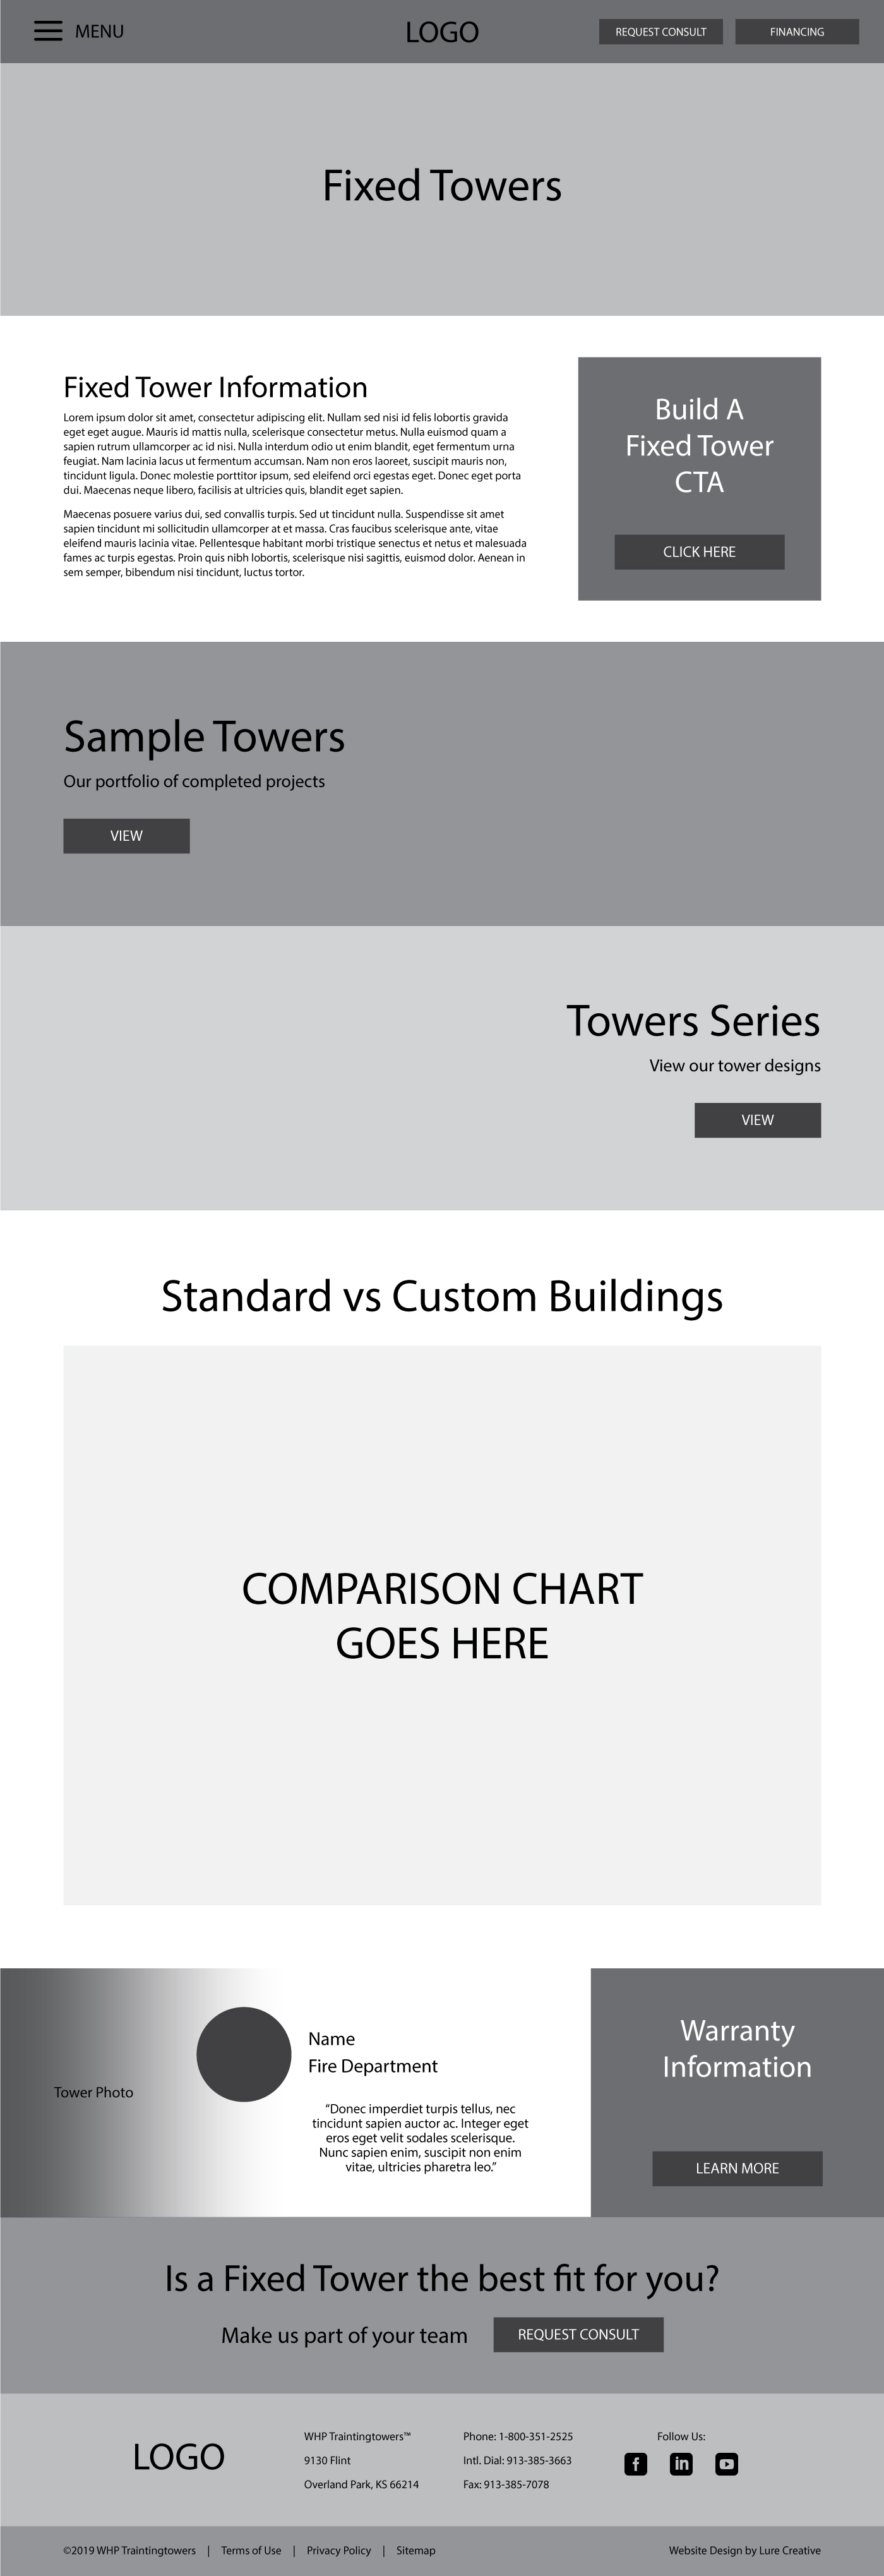 MENU
LOGO
REQUEST CONSULT
FINANCING
Fixed Towers
Fixed Tower Information
Lorem ipsum dolor sit amet, consectetur adipiscing elit. Nullam sed nisi id felis lobortis gravida
eget eget augue. Mauris id mattis nulla, scelerisque consectetur metus. Nulla euismod quam a
sapien rutrum ullamcorper ac id nisi. Nulla interdum odio ut enim blandit, eget fermentum urna
feugiat. Nam lacinia lacus ut fermentum accumsan. Nam non eros laoreet, suscipit mauris non,
tincidunt ligula. Donec molestie porttitor ipsum, sed eleifend orci egestas eget. Donec eget porta
dui. Maecenas neque libero, facilisis at ultricies quis, blandit eget sapien.
Maecenas posuere varius dui, sed convallis turpis. Sed ut tincidunt nulla. Suspendisse sit amet
sapien tincidunt mi sollicitudin ullamcorper at et massa. Cras faucibus scelerisque ante, vitae
eleifend mauris lacinia vitae. Pellentesque habitant morbi tristique senectus et netus et malesuada
fames ac turpis egestas. Proin quis nibh lobortis, scelerisque nisi sagittis, euismod dolor. Aenean in
sem semper, bibendum nisi tincidunt, luctus tortor.
Build A
Fixed Tower
CTA
CLICK HERE
Sample Towers
Our portfolio of completed projects
VIEW
Towers Series
View our tower designs
VIEW
Standard vs Custom Buildings
COMPARISON CHART
GOES HERE
Tower Photo
Name
Fire Department
“Donec imperdiet turpis tellus, nec
tincidunt sapien auctor ac. Integer eget
eros eget velit sodales scelerisque.
Nunc sapien enim, suscipit non enim
vitae, ultricies pharetra leo.”
Warranty
Information
LEARN MORE
Is a Fixed Tower the best fit for you?
Make us part of your team
REQUEST CONSULT
LOGO
WHP Traintingtowers™
9130 Flint
Overland Park, KS 66214
Phone: 1-800-351-2525
Intl. Dial: 913-385-3663
Fax: 913-385-7078
Follow Us:
©2019 WHP Traintingtowers | Terms of Use | Privacy Policy | Sitemap
Website Design by Lure Creative